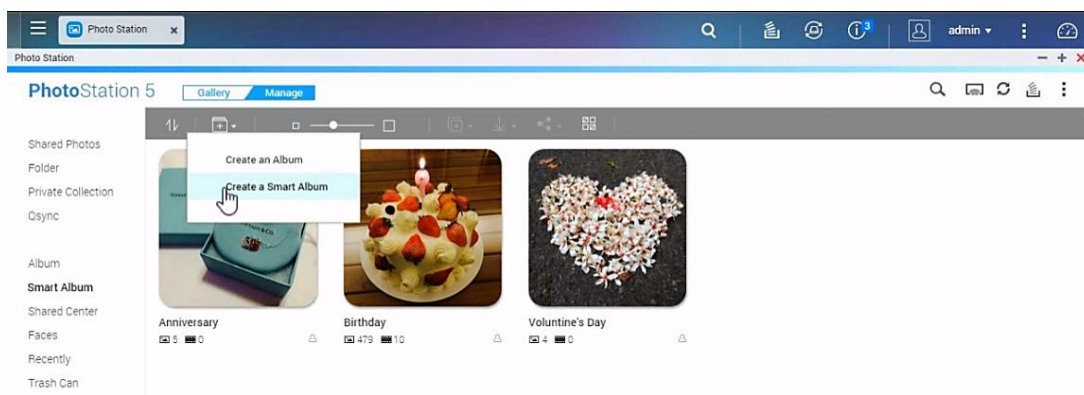 Photo Station
3
admin
Photo Station
PhotoStation 5
Gallery
Manage
Shared Photos
Folder
Private Collection
Qsync
Album
Smart Album
Shared Center
Faces
Recently
Trash Can
Create an Album
Create a Smart Album
Anniversary
5 0
Birthday
479 10
Voluntine's Day
4 0